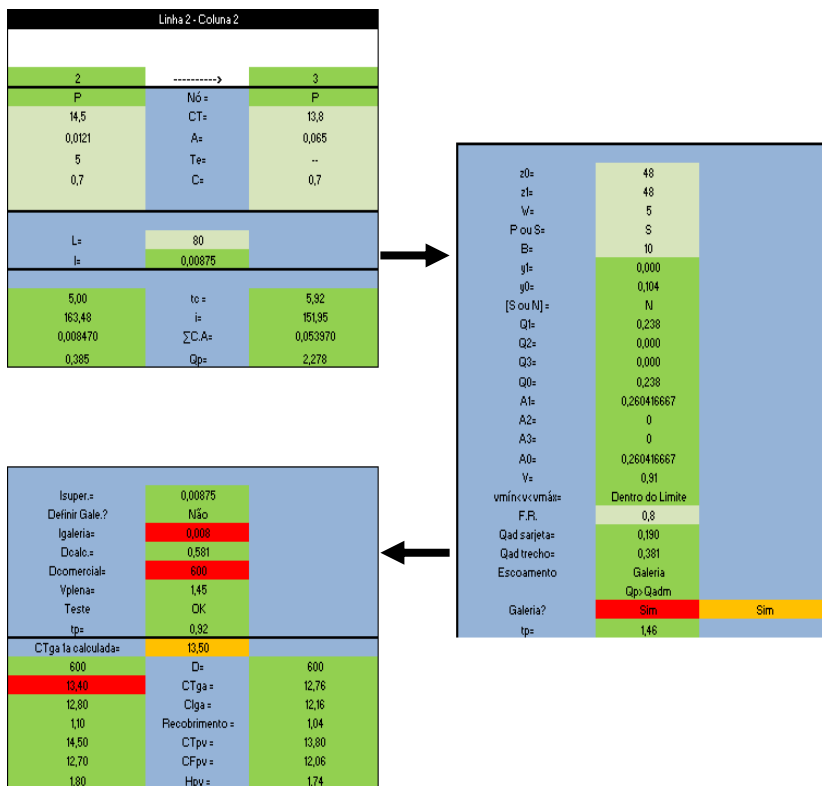 Linha 2 - Coluna 2
2 ----------> 3
P Nó = P
14,5 CT= 13,8
0,0121 A= 0,065
5 Te= --
0,7 C= 0,7
L= 80
I= 0,00875
5,00 tc = 5,92
163,48 i= 151,95
0,008470 ∑C.A= 0,053970
0,385 Qp= 2,278
z0= 48
z1= 48
W= 5
P ou S= S
B= 10
y1= 0,000
y0= 0,104
[S ou N] = N
Q1= 0,238
Q2= 0,000
Q3= 0,000
Q0= 0,238
A1= 0,260416667
A2= 0
A3= 0
A0= 0,260416667
V= 0,91
vmín<v<vmáx= Dentro do Limite
F.R. 0,8
Qad sarjeta= 0,190
Qad trecho= 0,381
Escoamento Galeria
Qp>Qadm
Galeria? Sim Sim
tp= 1,46
Isuper.= 0,00875
Definir Gale.? Não
Igaleria= 0,008
Dcalc.= 0,581
Dcomercial= 600
Vplena= 1,45
Teste OK
tp= 0,92
CTga 1a calculada= 13,50
600 D= 600
13,40 CTga = 12,76
12,80 CIga = 12,16
1,10 Recobrimento = 1,04
14,50 CTpv = 13,80
12,70 CFpv = 12,06
1,80 Hpv = 1,74